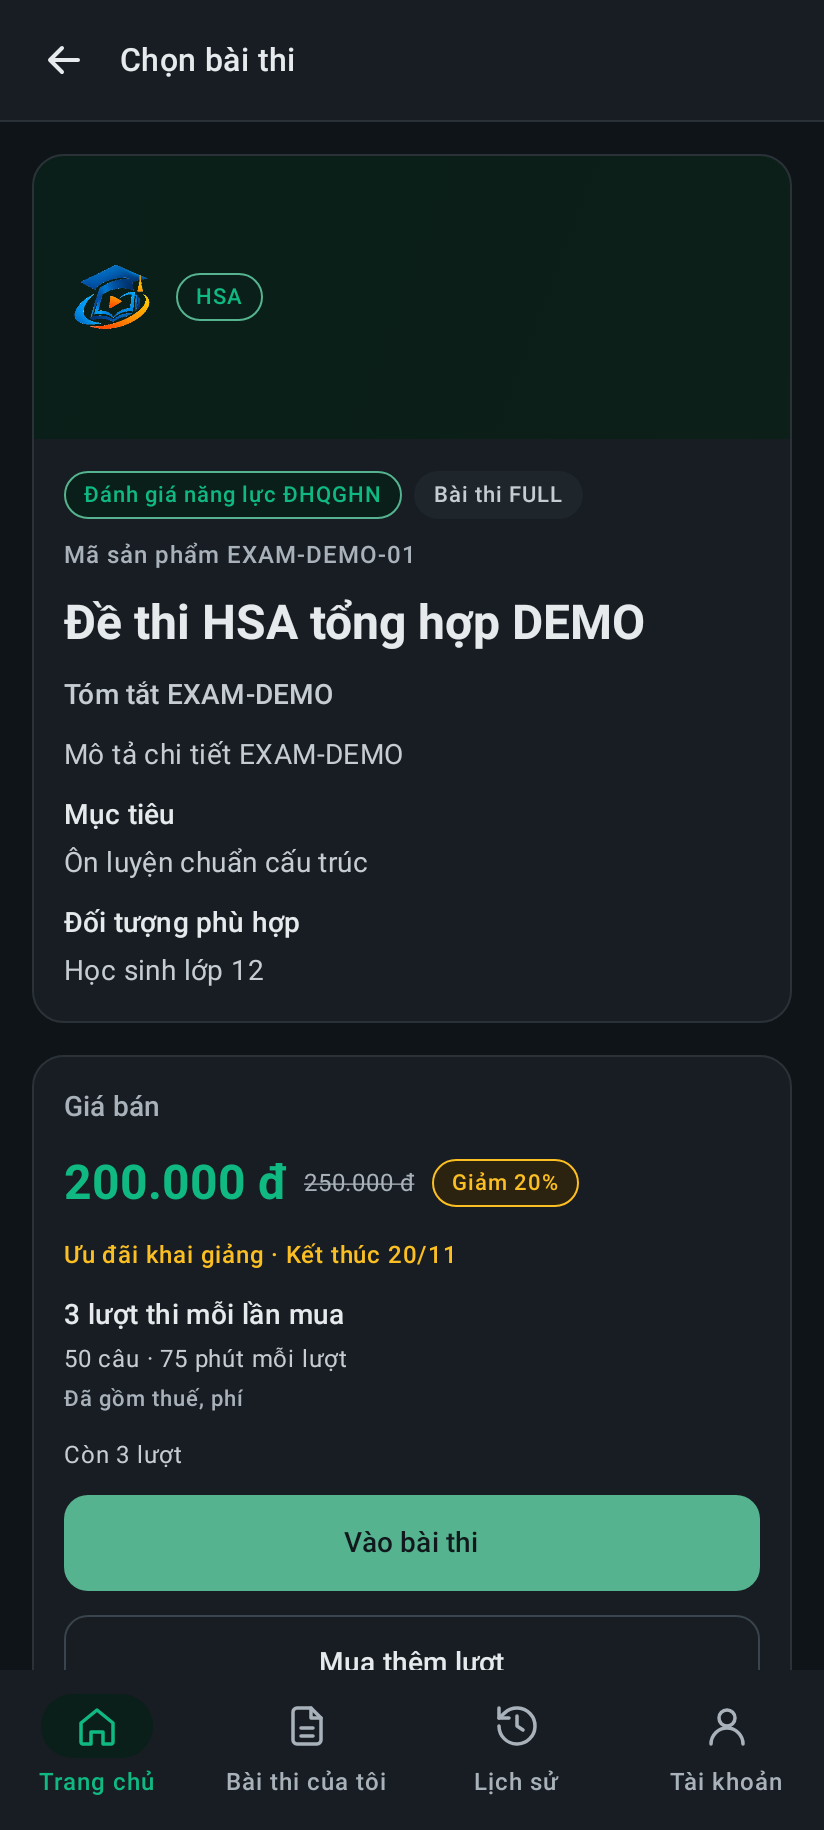 Chọn bài thi
HSA
Đánh giá năng lực ĐHQGHN
Bài thi FULL
Mã sản phẩm EXAM-DEMO-01
Đề thi HSA tổng hợp DEMO
Tóm tắt EXAM-DEMO
Mô tả chi tiết EXAM-DEMO
Mục tiêu
Ôn luyện chuẩn cấu trúc
Đối tượng phù hợp
Học sinh lớp 12
Giá bán
200.000 đ 250.000 đ Giảm 20%
Ưu đãi khai giảng · Kết thúc 20/11
3 lượt thi mỗi lần mua
50 câu · 75 phút mỗi lượt
Đã gồm thuế, phí
Còn 3 lượt
Vào bài thi
Mua thêm lượt
Trang chủ
Bài thi của tôi
Lịch sử
Tài khoản